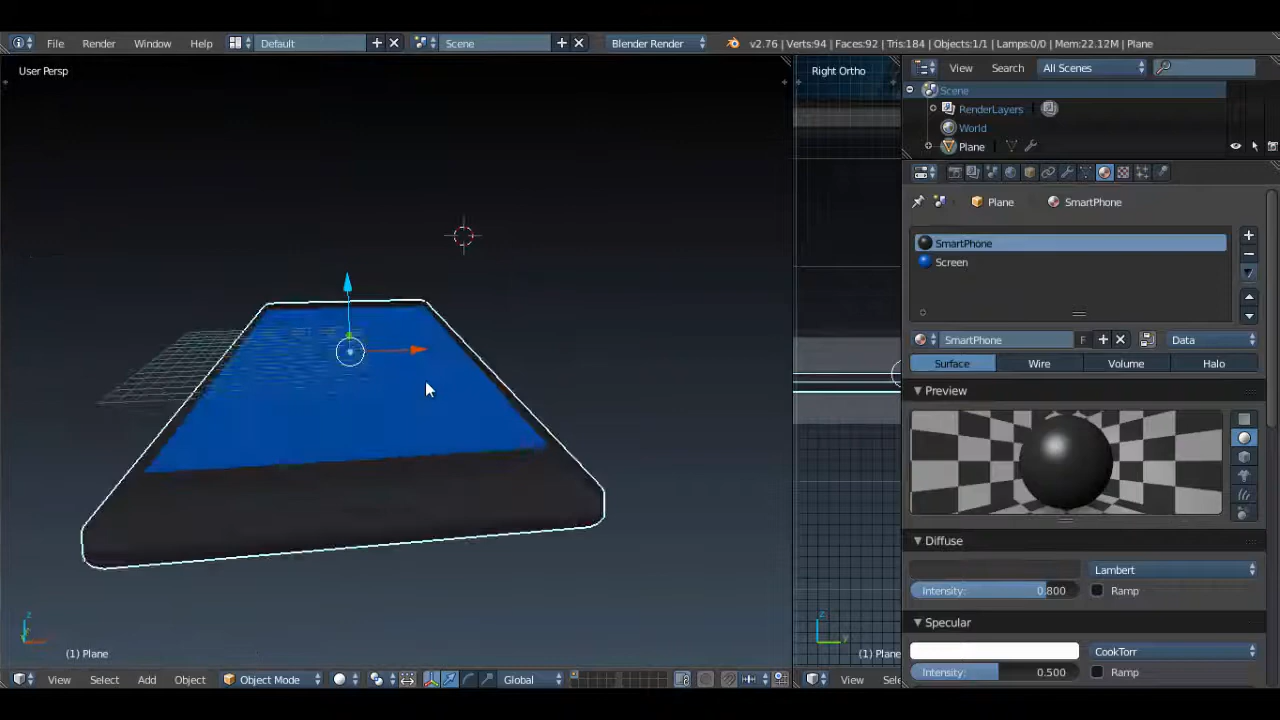 File Render Window Help Default Scene Blender Render v2.76 | Verts:94 | Faces:92 | Tris:184 | Objects:1/1 | Lamps:0/0 | Mem:22.12M | Plane
User Persp
Right Ortho
View Search All Scenes
Scene
RenderLayers
World
Plane
Plane SmartPhone
SmartPhone
Screen
SmartPhone F Data
Surface Wire Volume Halo
Preview
Diffuse
Lambert
Intensity: 0.800 Ramp
Specular
CookTorr
Intensity: 0.500 Ramp
z
x
(1) Plane
z
y
(1) Plane
View Select Add Object Object Mode Global
View Sele